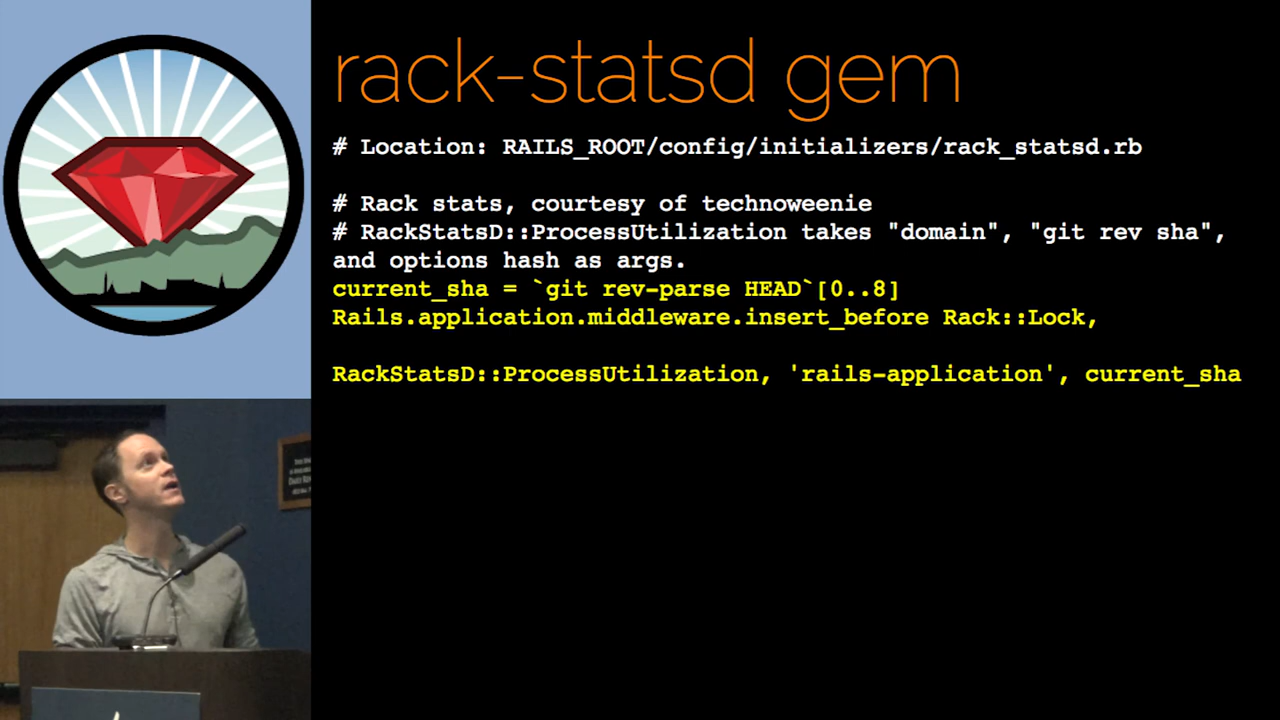 rack-statsd gem
# Location: RAILS_ROOT/config/initializers/rack_statsd.rb
# Rack stats, courtesy of technoweenie
# RackStatsD::ProcessUtilization takes "domain", "git rev sha",
and options hash as args.
current_sha = `git rev-parse HEAD`[0..8]
Rails.application.middleware.insert_before Rack::Lock,
RackStatsD::ProcessUtilization, 'rails-application', current_sha